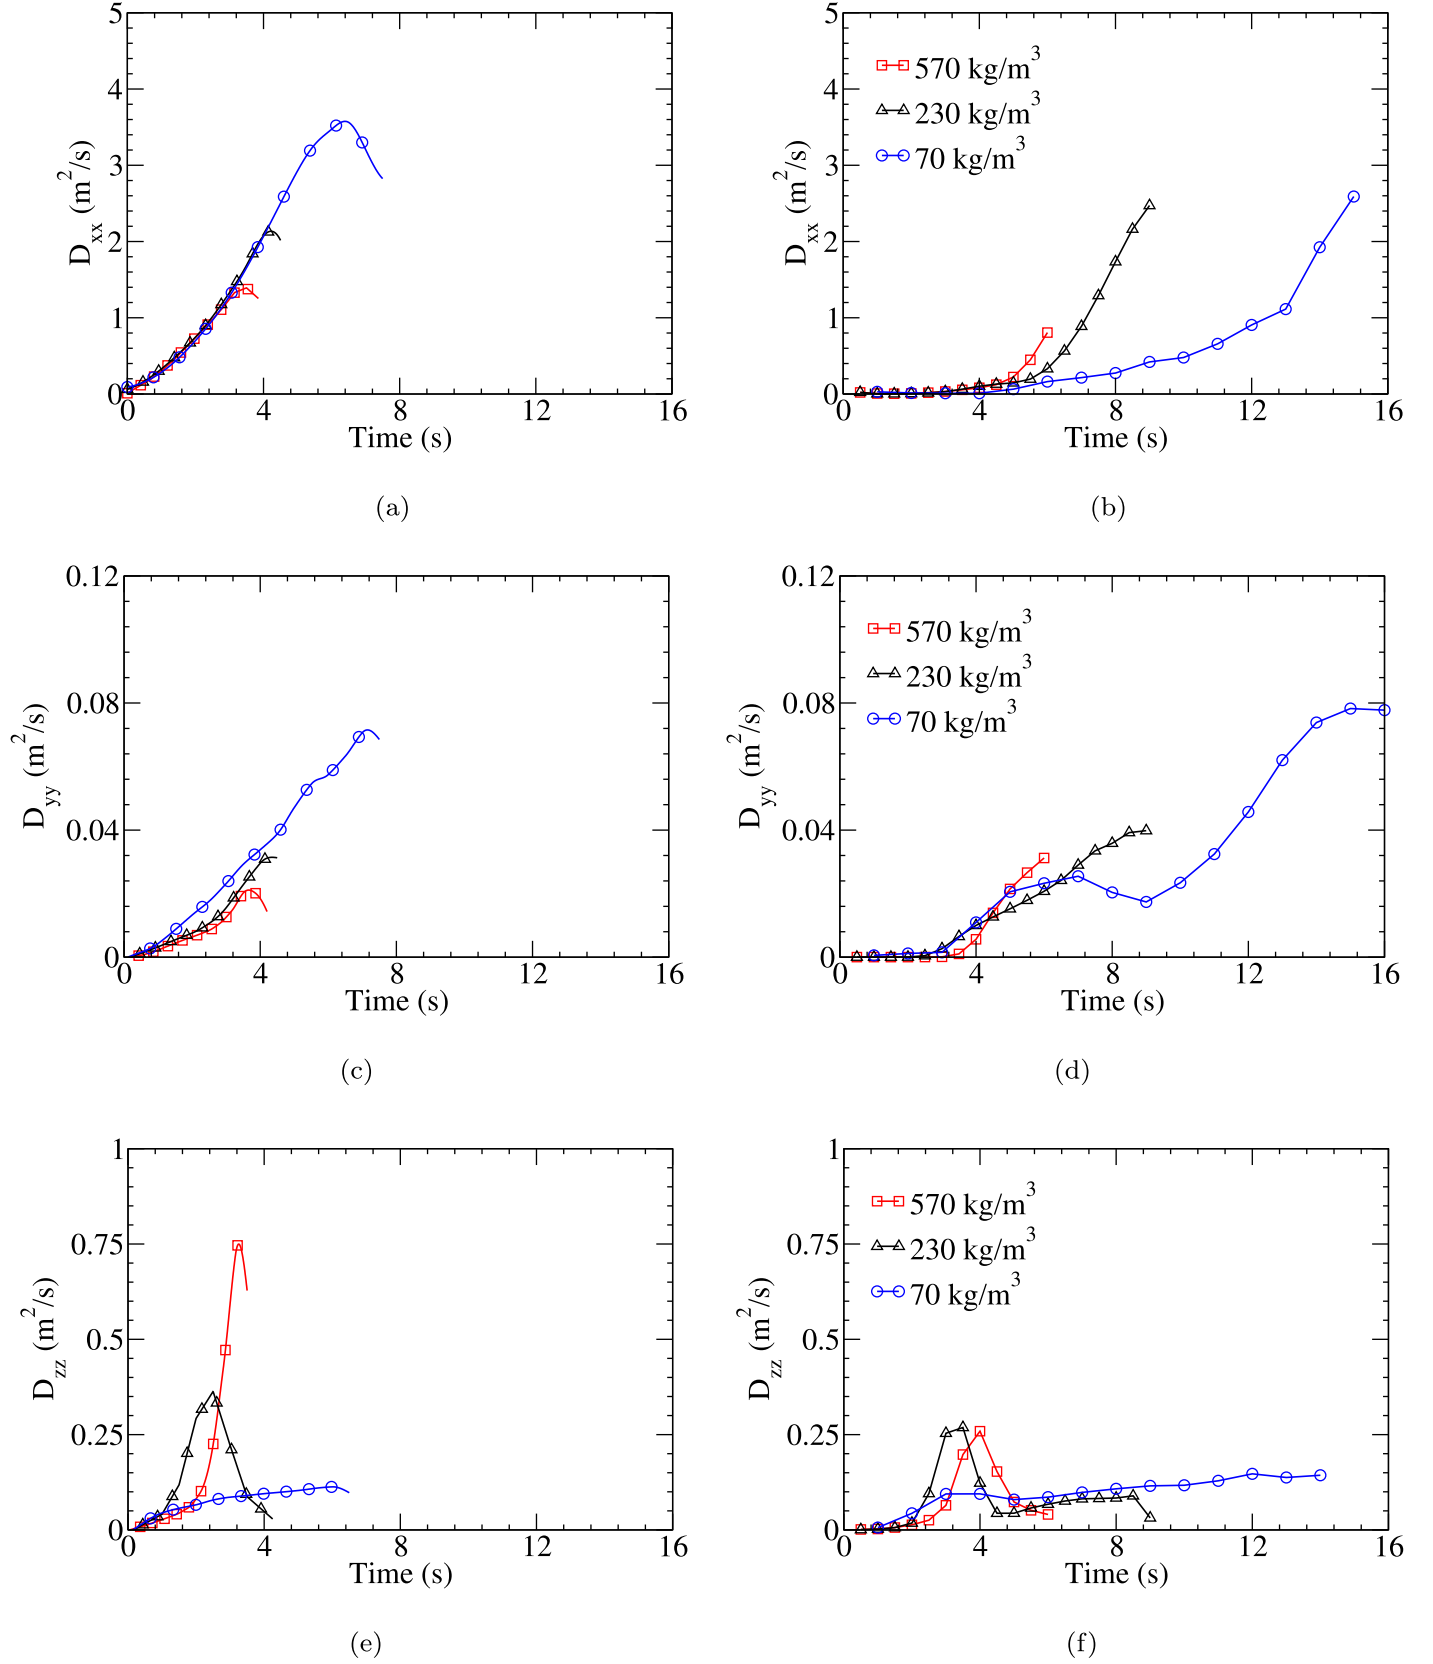 5
4
3
2
1
0
D_xx (m^2/s)
0 4 8 12 16
Time (s)
(a)
5
4
3
2
1
0
D_xx (m^2/s)
570 kg/m^3
230 kg/m^3
70 kg/m^3
0 4 8 12 16
Time (s)
(b)
0.12
0.08
0.04
0
D_yy (m^2/s)
0 4 8 12 16
Time (s)
(c)
0.12
0.08
0.04
0
D_yy (m^2/s)
570 kg/m^3
230 kg/m^3
70 kg/m^3
0 4 8 12 16
Time (s)
(d)
1
0.75
0.5
0.25
0
D_zz (m^2/s)
0 4 8 12 16
Time (s)
(e)
1
0.75
0.5
0.25
0
D_zz (m^2/s)
570 kg/m^3
230 kg/m^3
70 kg/m^3
0 4 8 12 16
Time (s)
(f)